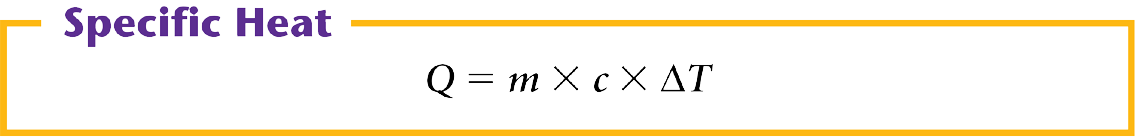 Specific Heat
Q = m × c × ΔT